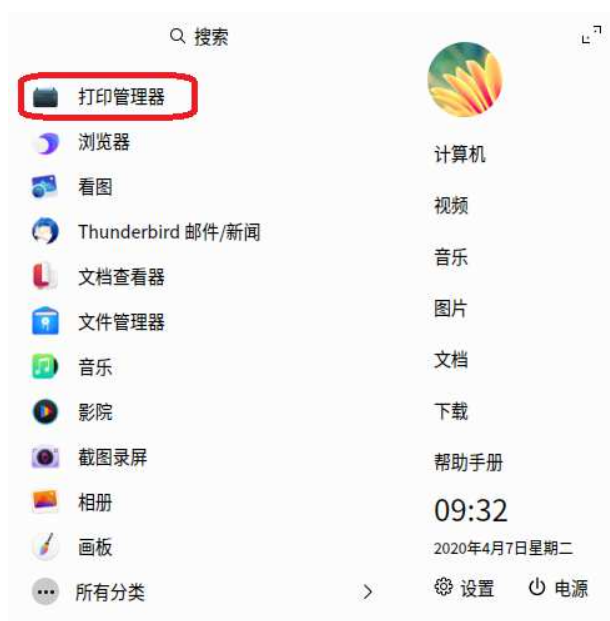 搜索
打印管理器
浏览器
看图
Thunderbird 邮件/新闻
文档查看器
文件管理器
音乐
影院
截图录屏
相册
画板
所有分类
计算机
视频
音乐
图片
文档
下载
帮助手册
09:32
2020年4月7日星期二
设置
电源